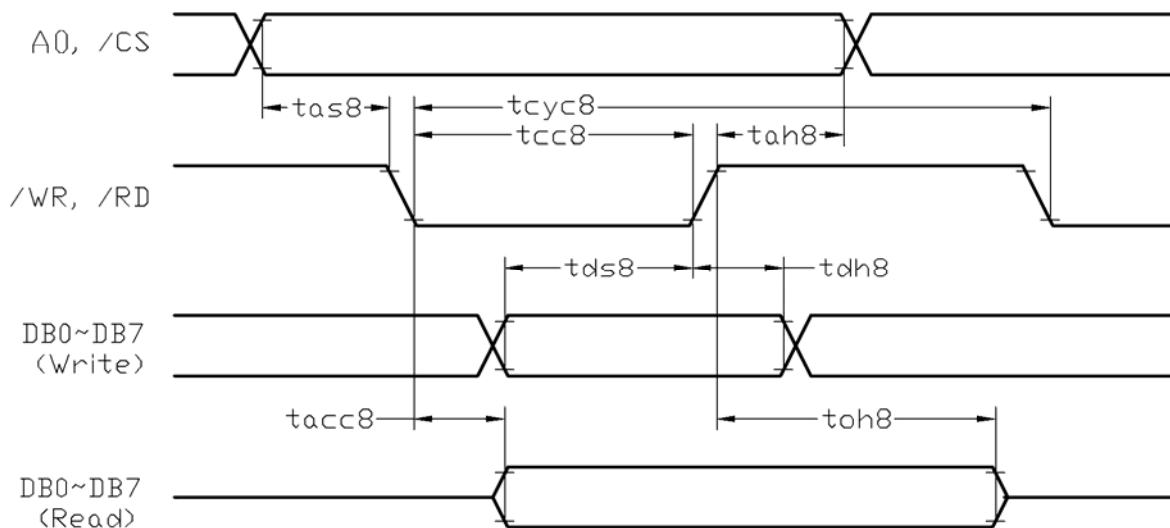 A0, /CS
tas8
tcyc8
tcc8
tah8
/WR, /RD
tds8
tdh8
DB0~DB7
(Write)
tacc8
toh8
DB0~DB7
(Read)